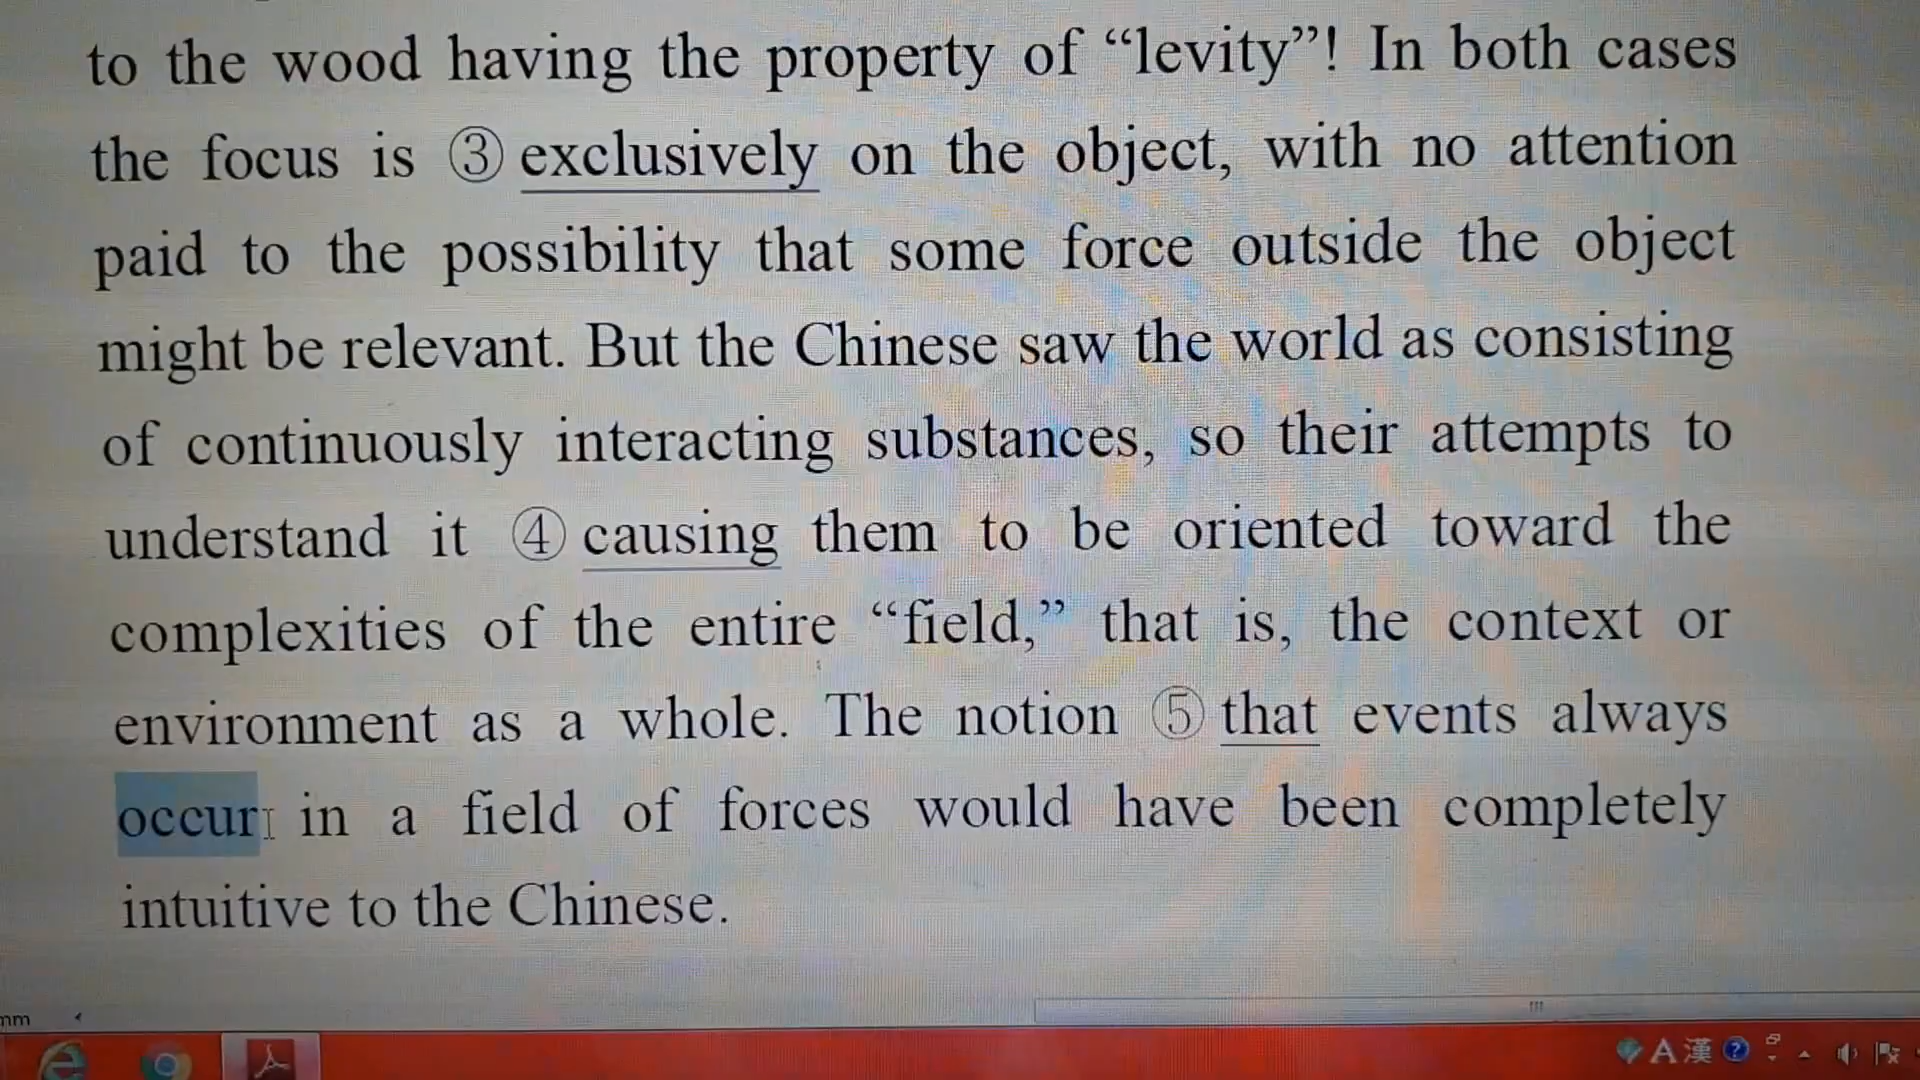 to the wood having the property of “levity”! In both cases
the focus is ③ exclusively on the object, with no attention
paid to the possibility that some force outside the object
might be relevant. But the Chinese saw the world as consisting
of continuously interacting substances, so their attempts to
understand it ④ causing them to be oriented toward the
complexities of the entire “field,” that is, the context or
environment as a whole. The notion ⑤ that events always
occur in a field of forces would have been completely
intuitive to the Chinese.
mm
A 漢 ?